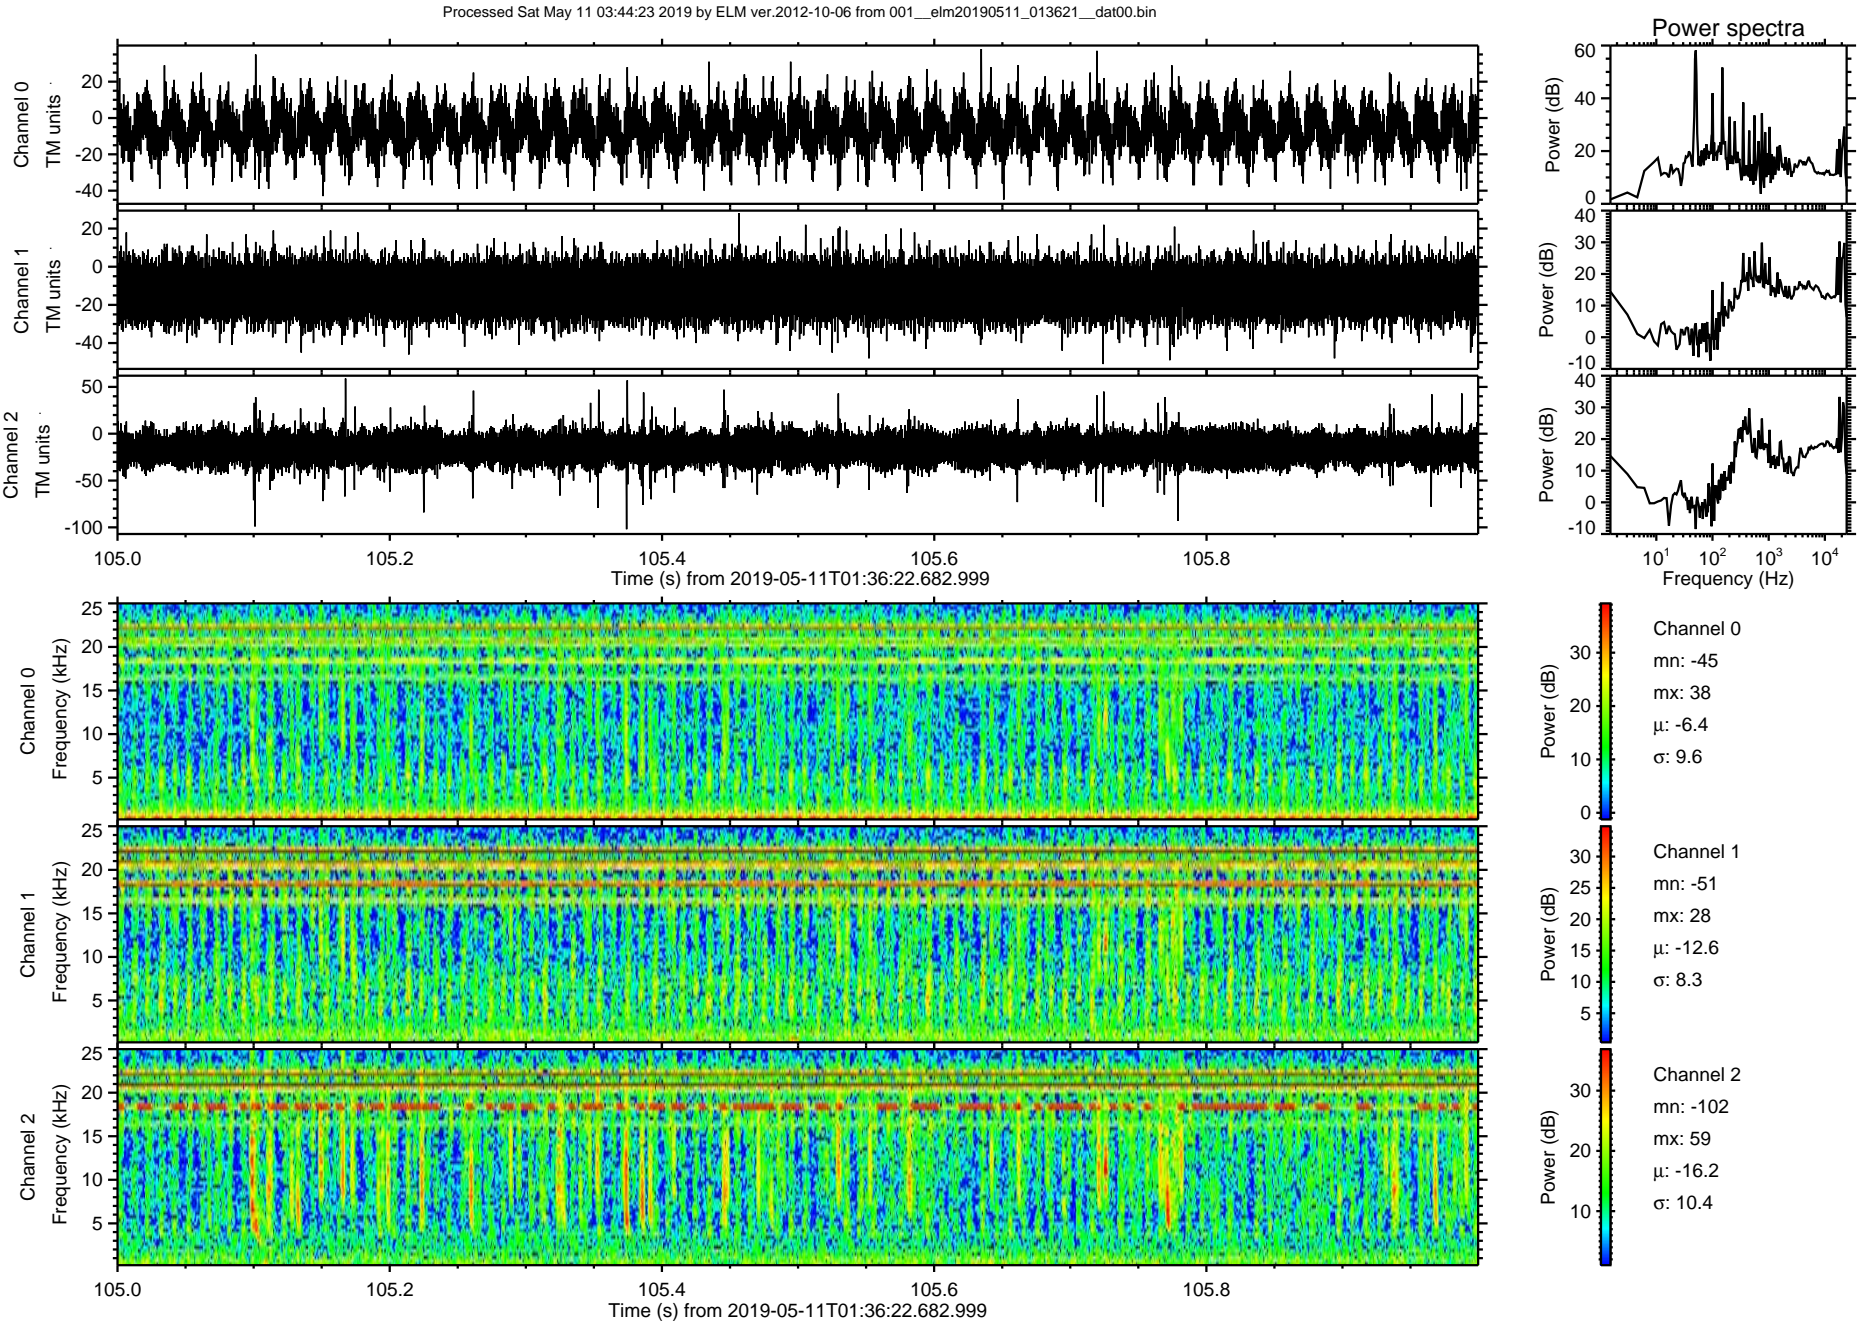 Processed Sat May 11 03:44:23 2019 by ELM ver.2012-10-06 from 001__elm20190511_013621__dat00.bin
Power spectra
Channel 0
TM units
20
0
-20
-40
Power (dB)
60
40
20
0
Channel 1
TM units
20
0
-20
-40
Power (dB)
40
30
20
10
0
-10
Channel 2
TM units
50
0
-50
-100
Power (dB)
40
30
20
10
0
-10
105.0 105.2 105.4 105.6 105.8
Time (s) from 2019-05-11T01:36:22.682.999
10¹ 10² 10³ 10⁴
Frequency (Hz)
Channel 0
Frequency (kHz)
25
20
15
10
5
Power (dB)
30
20
10
0
Channel 0
mn: -45
mx: 38
μ: -6.4
σ: 9.6
Channel 1
Frequency (kHz)
25
20
15
10
5
Power (dB)
30
25
20
15
10
5
Channel 1
mn: -51
mx: 28
μ: -12.6
σ: 8.3
Channel 2
Frequency (kHz)
25
20
15
10
5
Power (dB)
30
20
10
Channel 2
mn: -102
mx: 59
μ: -16.2
σ: 10.4
105.0 105.2 105.4 105.6 105.8
Time (s) from 2019-05-11T01:36:22.682.999